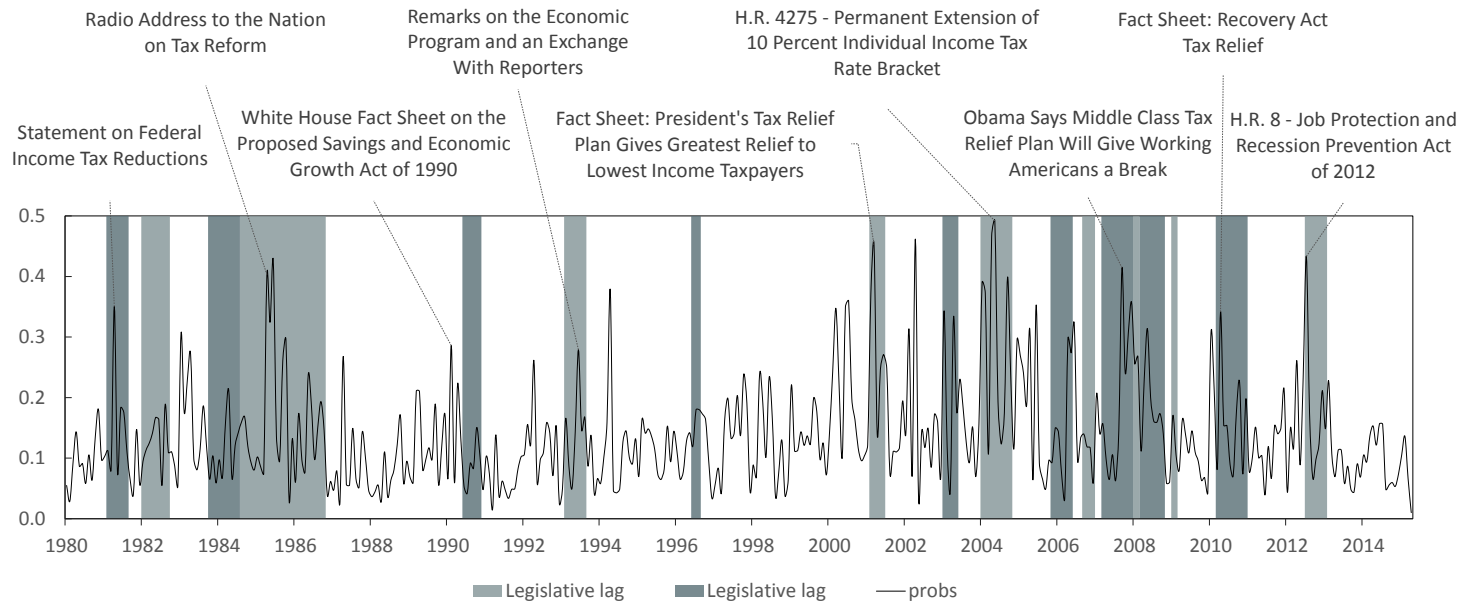 Radio Address to the Nation
on Tax Reform
Remarks on the Economic
Program and an Exchange
With Reporters
H.R. 4275 - Permanent Extension of
10 Percent Individual Income Tax
Rate Bracket
Fact Sheet: Recovery Act
Tax Relief
Statement on Federal
Income Tax Reductions
White House Fact Sheet on the
Proposed Savings and Economic
Growth Act of 1990
Fact Sheet: President's Tax Relief
Plan Gives Greatest Relief to
Lowest Income Taxpayers
Obama Says Middle Class Tax
Relief Plan Will Give Working
Americans a Break
H.R. 8 - Job Protection and
Recession Prevention Act
of 2012
0.5
0.4
0.3
0.2
0.1
0.0
1980 1982 1984 1986 1988 1990 1992 1994 1996 1998 2000 2002 2004 2006 2008 2010 2012 2014
Legislative lag Legislative lag probs